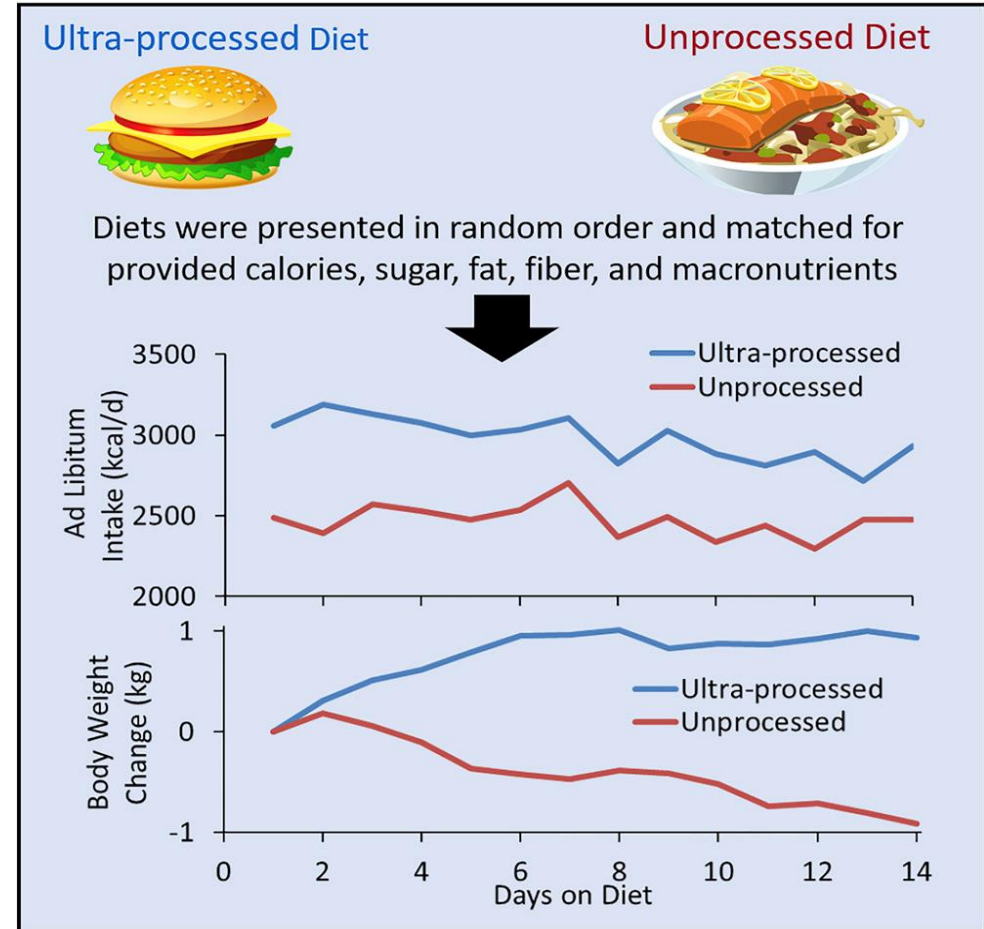 Ultra-processed Diet
Unprocessed Diet
Diets were presented in random order and matched for
provided calories, sugar, fat, fiber, and macronutrients
Ad Libitum
Intake (kcal/d)
3500
3000
2500
2000
Ultra-processed
Unprocessed
Body Weight
Change (kg)
1
0
-1
Ultra-processed
Unprocessed
0 2 4 6 8 10 12 14
Days on Diet